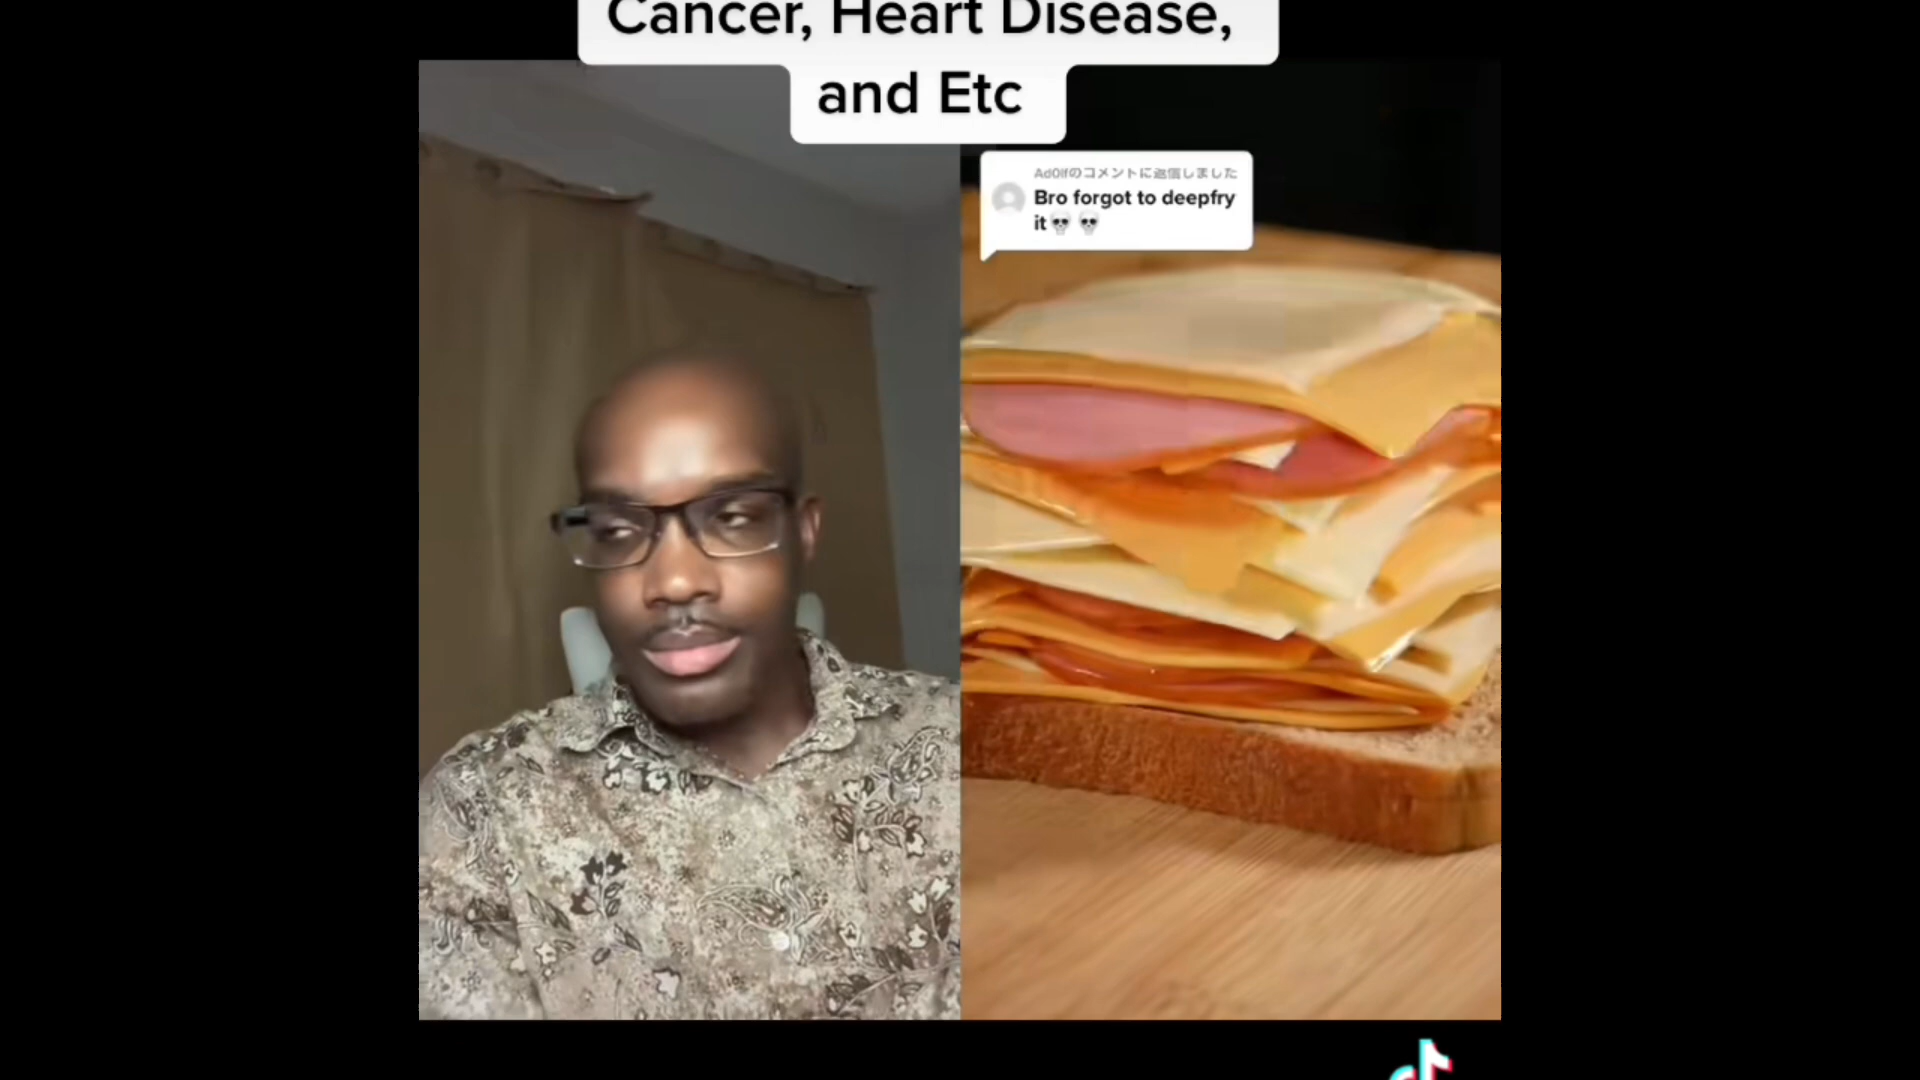 Cancer, Heart Disease,
and Etc
Ad0lfのコメントに返信しました
Bro forgot to deepfry
it💀💀